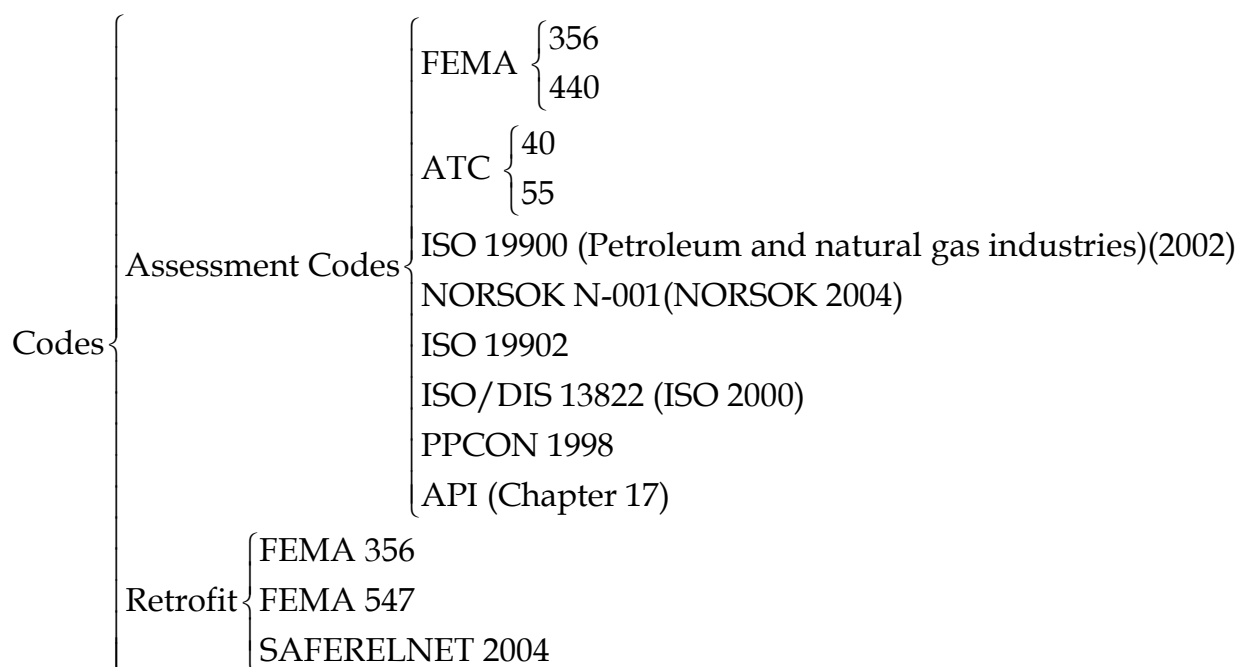 Codes
Assessment Codes
FEMA
356
440
ATC
40
55
ISO 19900 (Petroleum and natural gas industries)(2002)
NORSOK N-001(NORSOK 2004)
ISO 19902
ISO/DIS 13822 (ISO 2000)
PPCON 1998
API (Chapter 17)
Retrofit
FEMA 356
FEMA 547
SAFERELNET 2004